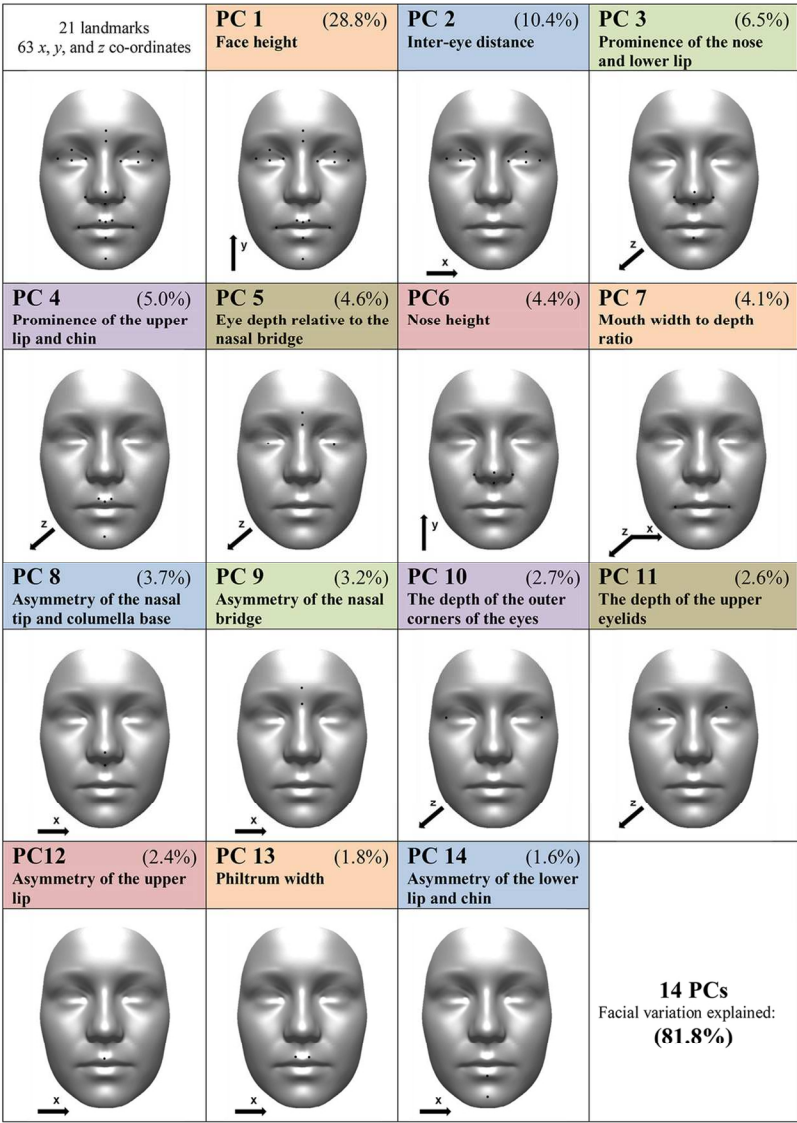 21 landmarks
63 x, y, and z co-ordinates
PC 1 (28.8%)
Face height
PC 2 (10.4%)
Inter-eye distance
PC 3 (6.5%)
Prominence of the nose
and lower lip
y
x
z
PC 4 (5.0%)
Prominence of the upper
lip and chin
PC 5 (4.6%)
Eye depth relative to the
nasal bridge
PC6 (4.4%)
Nose height
PC 7 (4.1%)
Mouth width to depth
ratio
z
z
y
z x
PC 8 (3.7%)
Asymmetry of the nasal
tip and columella base
PC 9 (3.2%)
Asymmetry of the nasal
bridge
PC 10 (2.7%)
The depth of the outer
corners of the eyes
PC 11 (2.6%)
The depth of the upper
eyelids
x
x
z
z
PC12 (2.4%)
Asymmetry of the upper
lip
PC 13 (1.8%)
Philtrum width
PC 14 (1.6%)
Asymmetry of the lower
lip and chin
x
x
x
14 PCs
Facial variation explained:
(81.8%)